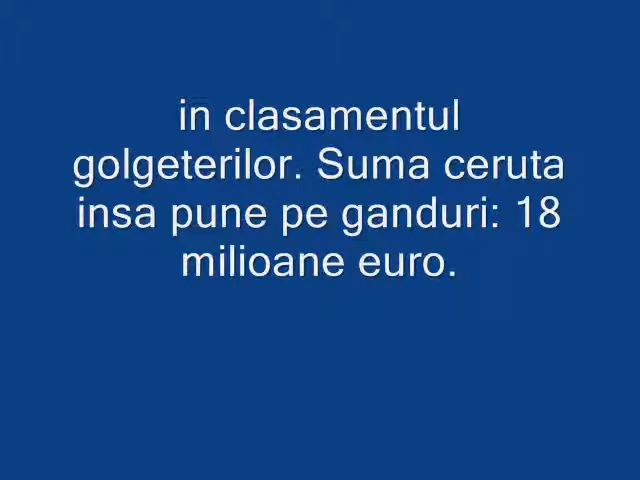 in clasamentul
golgeterilor. Suma ceruta
insa pune pe ganduri: 18
milioane euro.